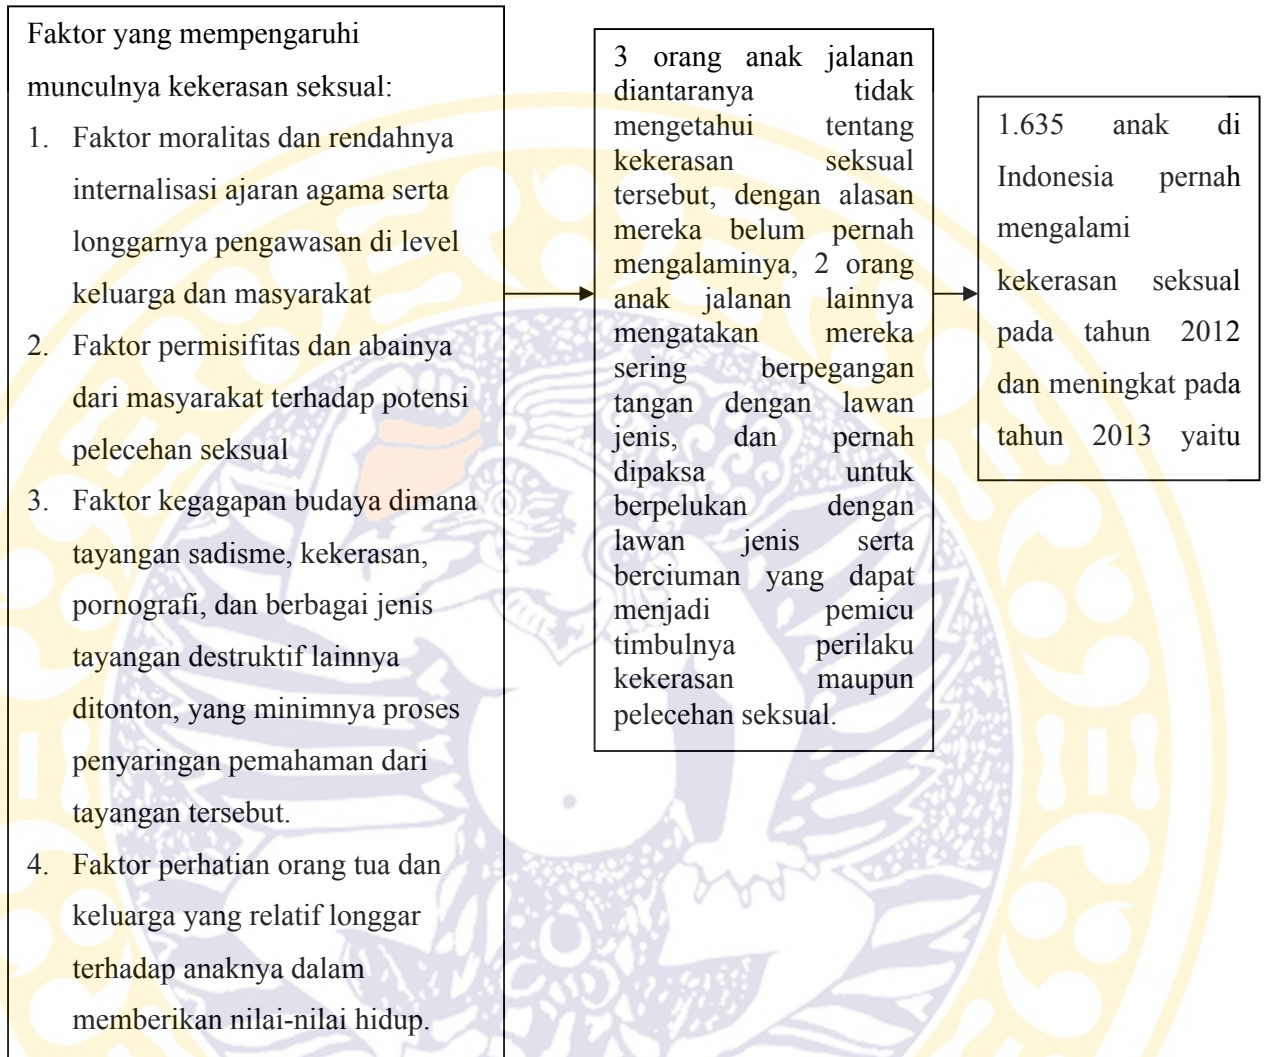 Faktor yang mempengaruhi
munculnya kekerasan seksual:
1. Faktor moralitas dan rendahnya
internalisasi ajaran agama serta
longgarnya pengawasan di level
keluarga dan masyarakat
2. Faktor permisifitas dan abainya
dari masyarakat terhadap potensi
pelecehan seksual
3. Faktor kegagapan budaya dimana
tayangan sadisme, kekerasan,
pornografi, dan berbagai jenis
tayangan destruktif lainnya
ditonton, yang minimnya proses
penyaringan pemahaman dari
tayangan tersebut.
4. Faktor perhatian orang tua dan
keluarga yang relatif longgar
terhadap anaknya dalam
memberikan nilai-nilai hidup.
3 orang anak jalanan
diantaranya tidak
mengetahui tentang
kekerasan seksual
tersebut, dengan alasan
mereka belum pernah
mengalaminya, 2 orang
anak jalanan lainnya
mengatakan mereka
sering berpegangan
tangan dengan lawan
jenis, dan pernah
dipaksa untuk
berpelukan dengan
lawan jenis serta
berciuman yang dapat
menjadi pemicu
timbulnya perilaku
kekerasan maupun
pelecehan seksual.
1.635 anak di
Indonesia pernah
mengalami
kekerasan seksual
pada tahun 2012
dan meningkat pada
tahun 2013 yaitu